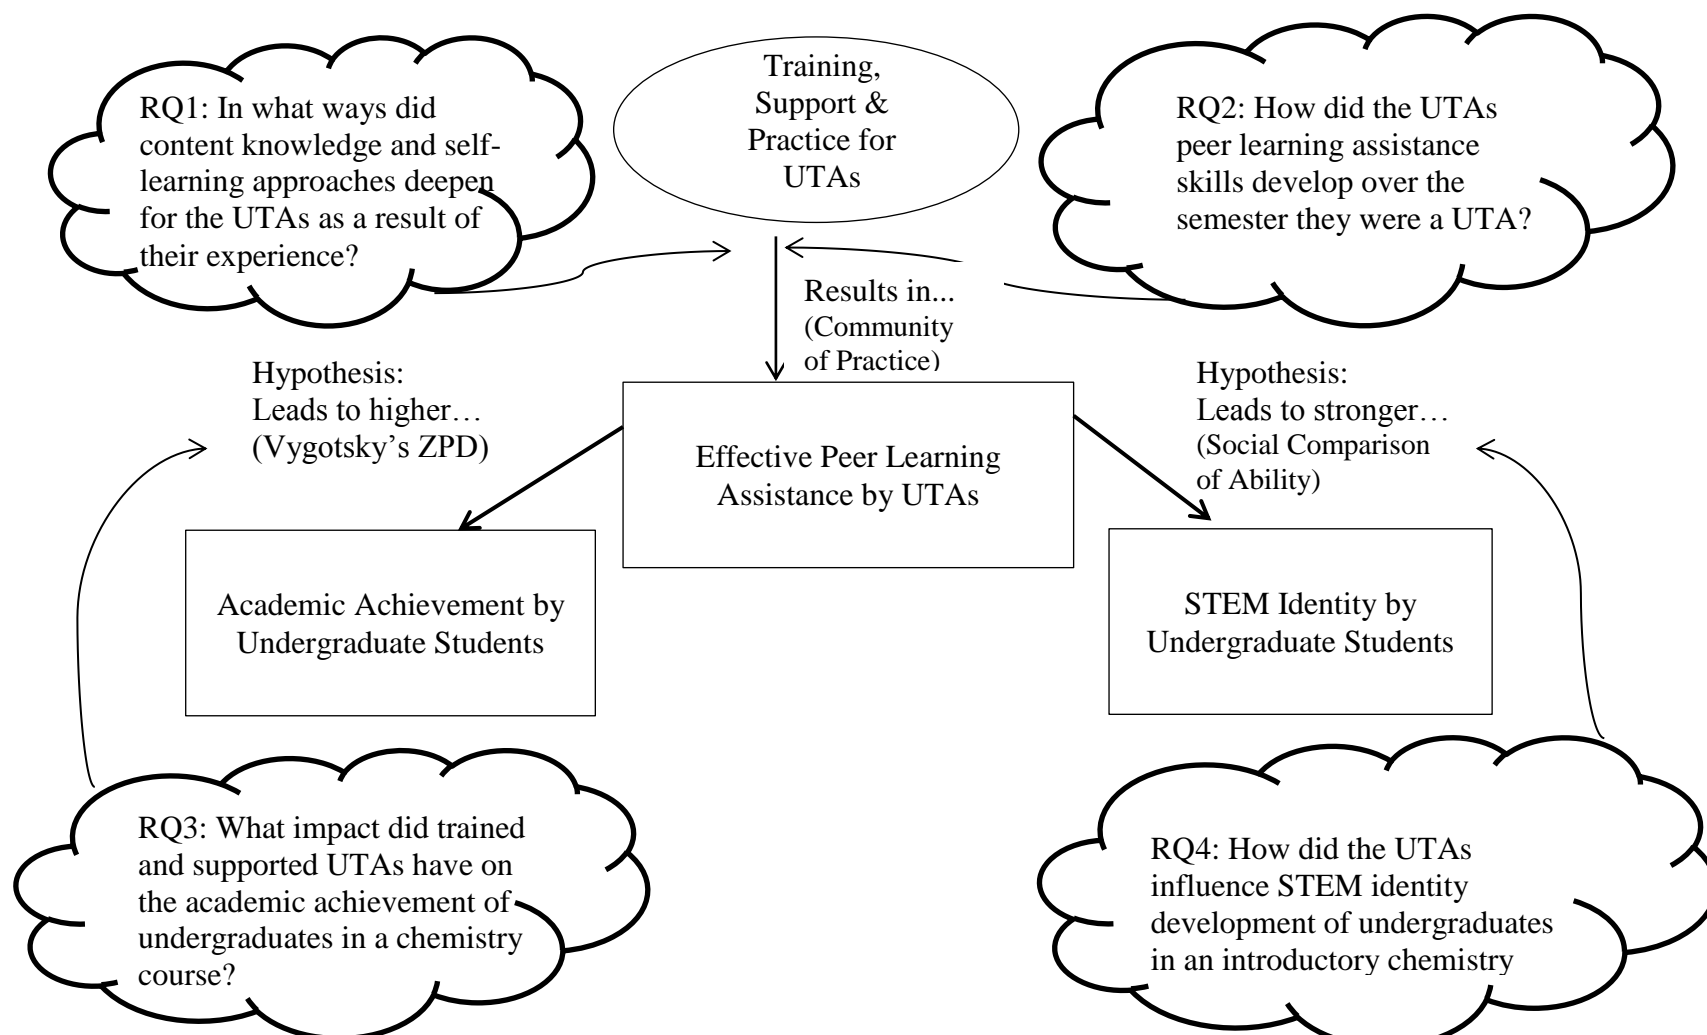 RQ1: In what ways did
content knowledge and self-
learning approaches deepen
for the UTAs as a result of
their experience?
Training,
Support &
Practice for
UTAs
RQ2: How did the UTAs
peer learning assistance
skills develop over the
semester they were a UTA?
Results in...
(Community
of Practice)
Hypothesis:
Leads to higher…
(Vygotsky’s ZPD)
Effective Peer Learning
Assistance by UTAs
Hypothesis:
Leads to stronger…
(Social Comparison
of Ability)
Academic Achievement by
Undergraduate Students
STEM Identity by
Undergraduate Students
RQ3: What impact did trained
and supported UTAs have on
the academic achievement of
undergraduates in a chemistry
course?
RQ4: How did the UTAs
influence STEM identity
development of undergraduates
in an introductory chemistry